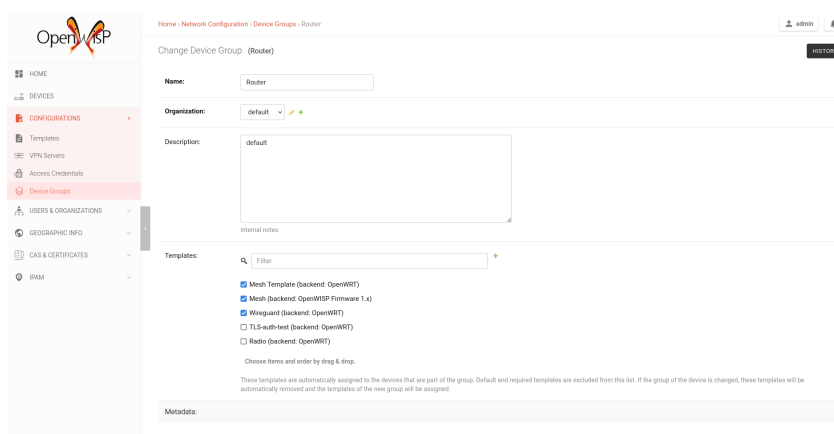 OpenWISP
Home › Network Configuration › Device Groups › Router
admin
Change Device Group (Router)
HISTOR
HOME
DEVICES
CONFIGURATIONS
Templates
VPN Servers
Access Credentials
Device Groups
USERS & ORGANIZATIONS
GEOGRAPHIC INFO
CAS & CERTIFICATES
IPAM
Name:
Router
Organization:
default
Description:
default
internal notes
Templates:
Filter
Mesh Template (backend: OpenWRT)
Mesh (backend: OpenWISP Firmware 1.x)
Wireguard (backend: OpenWRT)
TLS-auth-test (backend: OpenWRT)
Radio (backend: OpenWRT)
Choose items and order by drag & drop.
These templates are automatically assigned to the devices that are part of the group. Default and required templates are excluded from this list. If the group of the device is changed, these templates will be
automatically removed and the templates of the new group will be assigned.
Metadata: